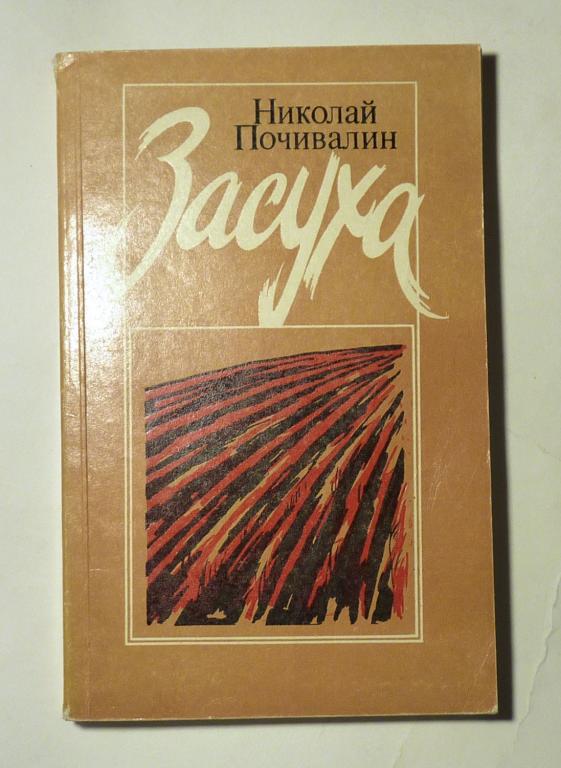 Николай
Почивалин
Засуха